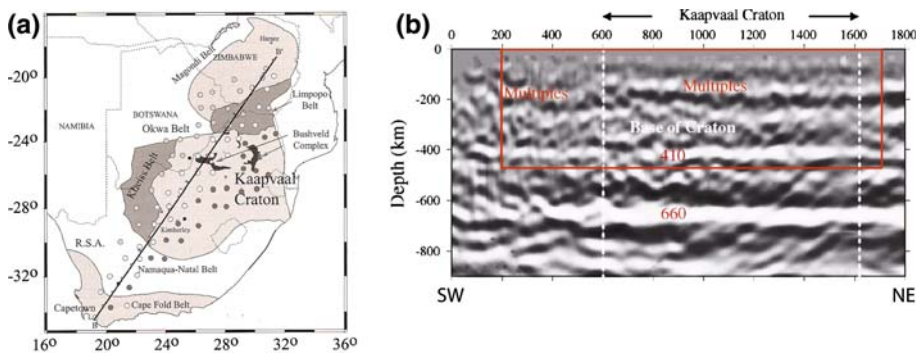 (a)
-20°
-24°
-28°
-32°
16°
20°
24°
28°
32°
36°
NAMIBIA
BOTSWANA
ZIMBABWE
Harper
B'
Magondi Belt
Okwa Belt
Limpopo
Belt
Bushveld
Complex
Kheis Belt
Kaapvaal
Craton
Kimberley
R.S.A.
Namaqua-Natal Belt
Capetown
Cape Fold Belt
B
(b)
Kaapvaal Craton
0
200
400
600
800
1000
1200
1400
1600
1800
Depth (km)
0
-200
-400
-600
-800
Multiples
Multiples
Base of Craton
410
660
SW
NE